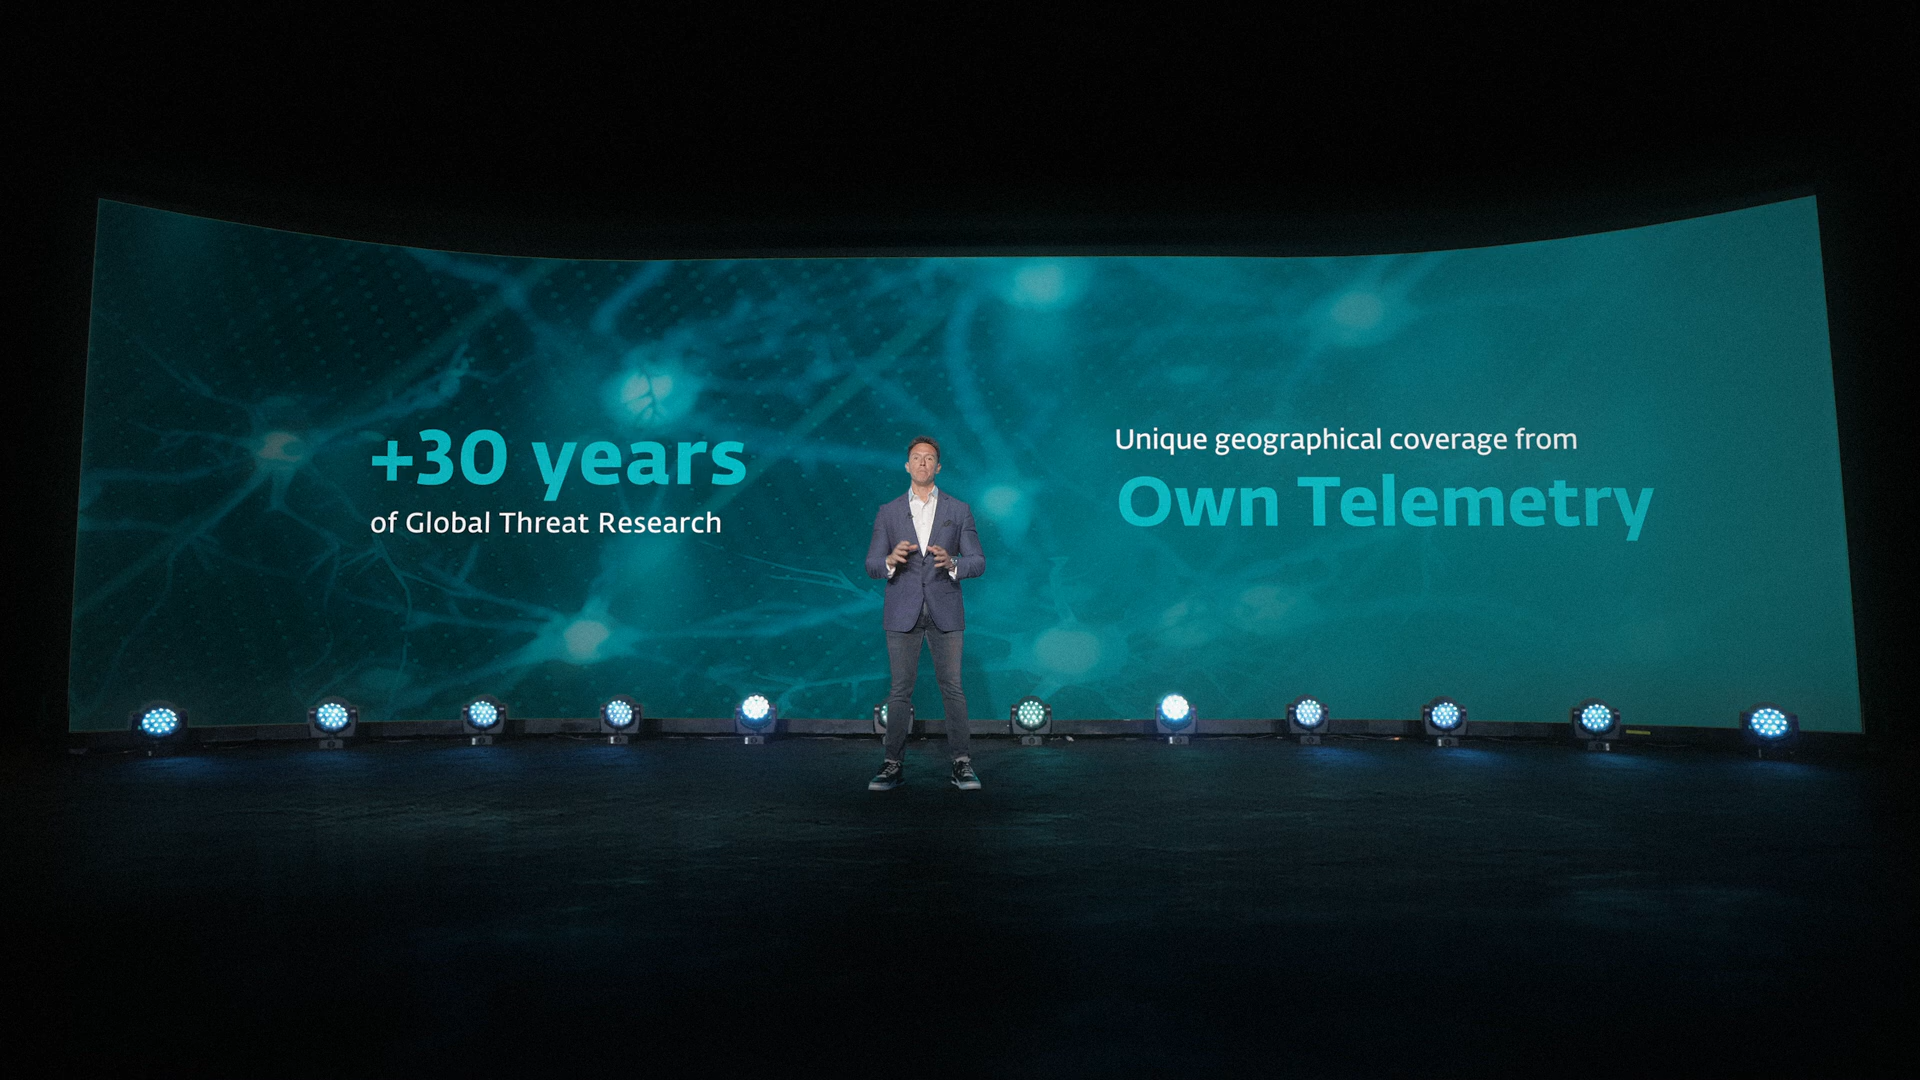 +30 years
of Global Threat Research
Unique geographical coverage from
Own Telemetry